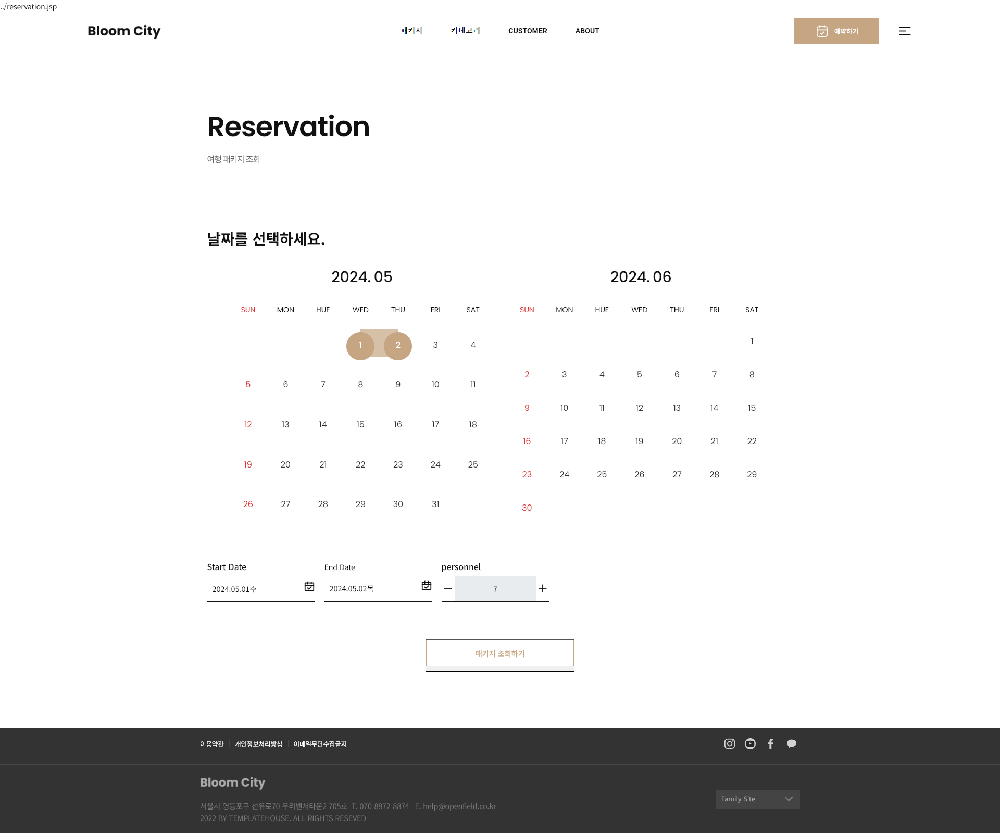 ../reservation.jsp
Bloom City
패키지 카테고리 CUSTOMER ABOUT
예약하기
Reservation
여행 패키지 조회
날짜를 선택하세요.
2024. 05
SUN MON HUE WED THU FRI SAT
1 2 3 4
5 6 7 8 9 10 11
12 13 14 15 16 17 18
19 20 21 22 23 24 25
26 27 28 29 30 31
2024. 06
SUN MON HUE WED THU FRI SAT
1
2 3 4 5 6 7 8
9 10 11 12 13 14 15
16 17 18 19 20 21 22
23 24 25 26 27 28 29
30
Start Date
2024.05.01수
End Date
2024.05.02목
personnel
7
패키지 조회하기
이용약관 개인정보처리방침 이메일무단수집금지
Bloom City
서울시 영등포구 선유로70 우리벤처타운2 705호 T. 070-8872-8874 E. help@openfield.co.kr
2022 BY TEMPLATEHOUSE. ALL RIGHTS RESEVED
Family Site